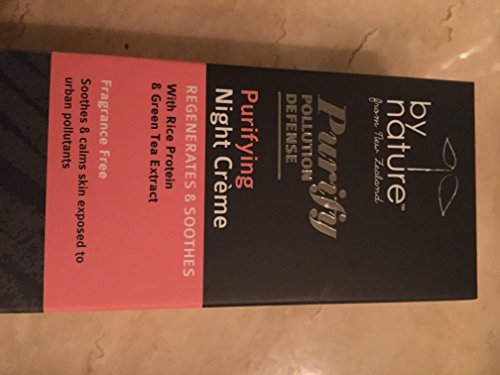 by
nature™
from New Zealand
Purify
POLLUTION
DEFENSE
Purifying
Night Crème
REGENERATES & SOOTHES
With Rice Protein
& Green Tea Extract
Fragrance Free
Soothes & calms skin exposed to
urban pollutants